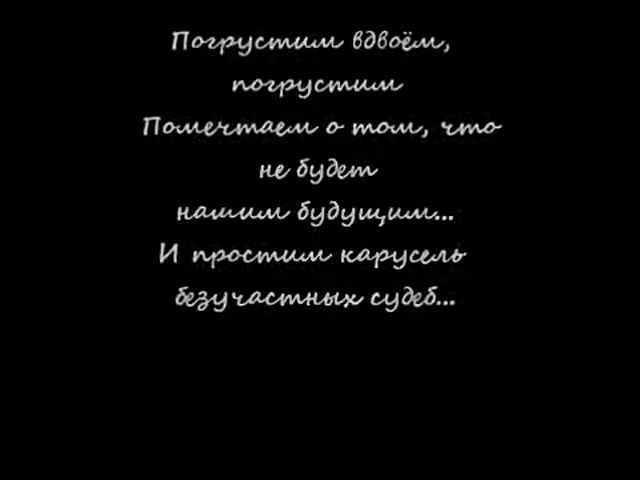 Погрустим вдвоём,
погрустим
Помечтаем о том, что
не будет
нашим будущим...
И простим карусель
безучастных судеб...